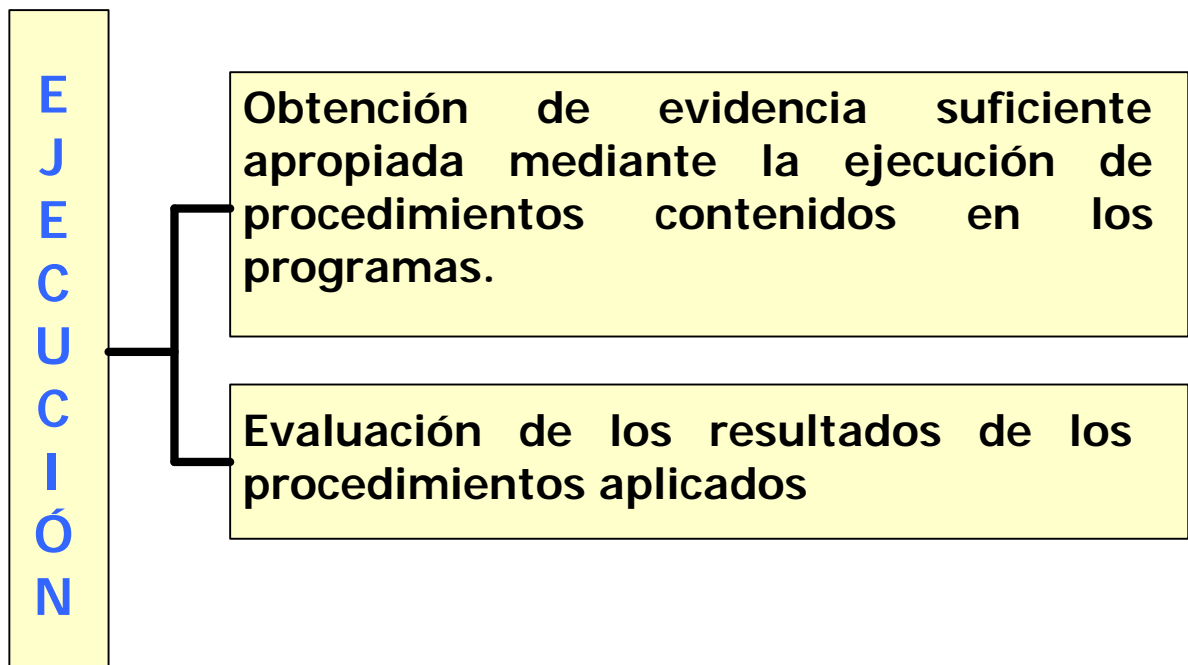 EJECUCIÓN
Obtención de evidencia suficiente
apropiada mediante la ejecución de
procedimientos contenidos en los
programas.
Evaluación de los resultados de los
procedimientos aplicados